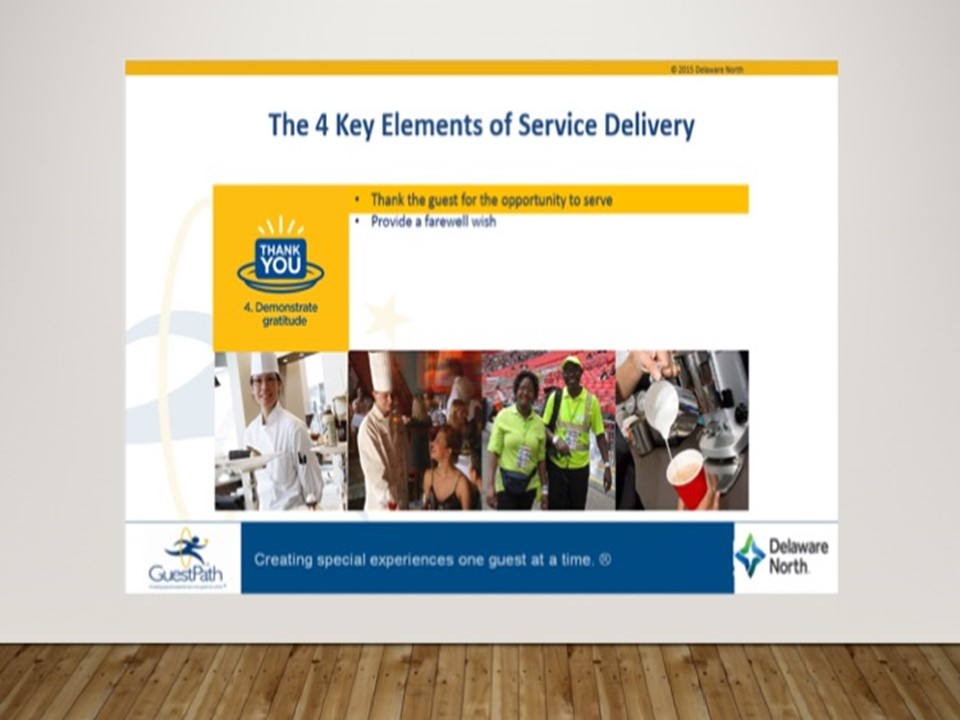 © 2015 Delaware North
The 4 Key Elements of Service Delivery
• Thank the guest for the opportunity to serve
• Provide a farewell wish
THANK
YOU
4. Demonstrate
gratitude
GuestPath
Creating special experiences one guest at a time. ®
Delaware
North